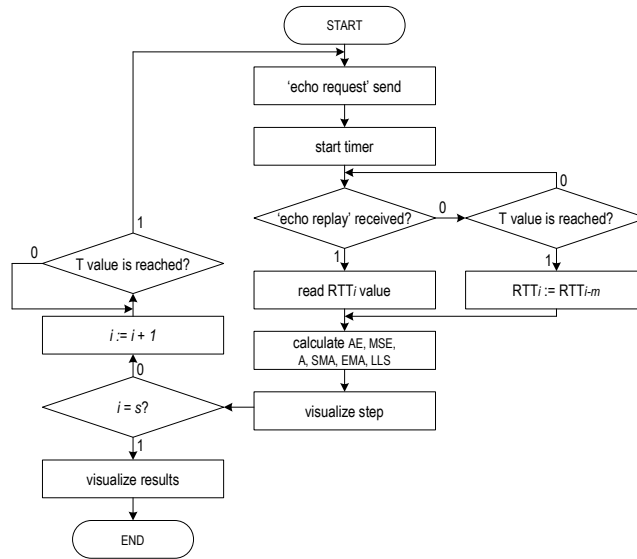 START
'echo request' send
start timer
0
'echo replay' received?
0
T value is reached?
1
1
read RTTi value
RTTi := RTTi-m
calculate AE, MSE,
A, SMA, EMA, LLS
visualize step
1
0
T value is reached?
i := i + 1
0
i = s?
1
visualize results
END